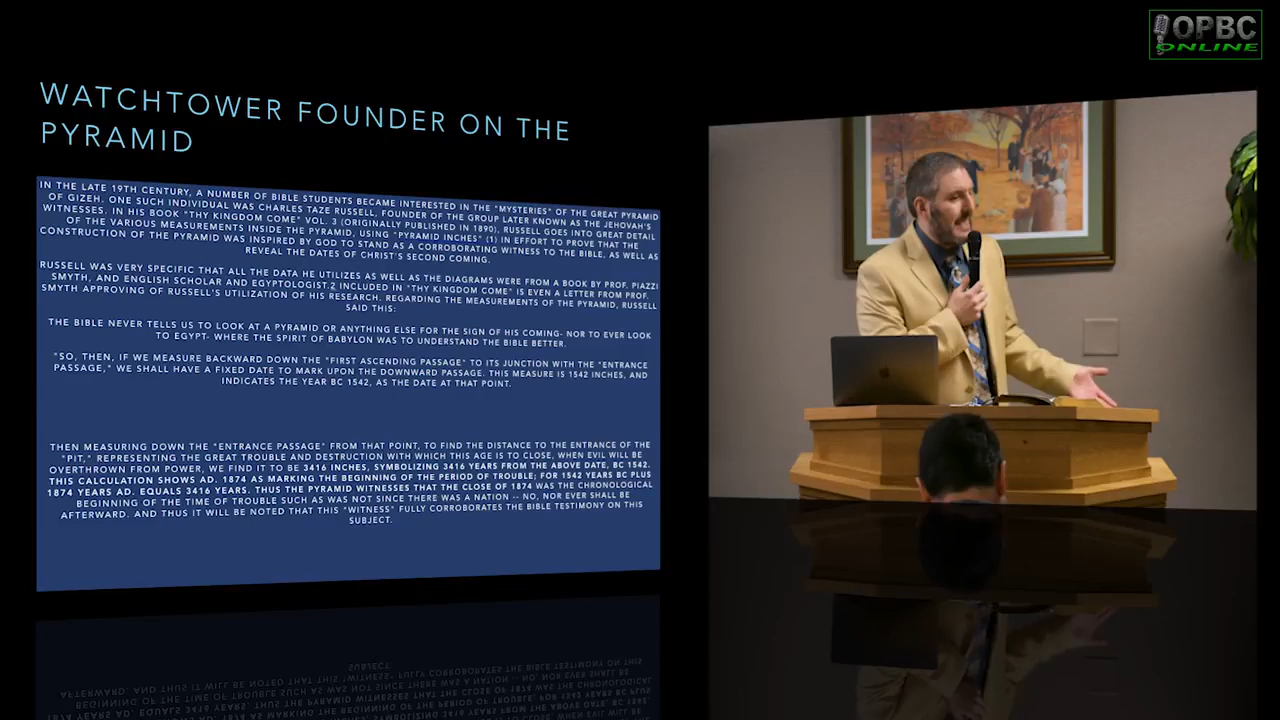 OPBC
ONLINE
WATCHTOWER FOUNDER ON THE
PYRAMID
IN THE LATE 19TH CENTURY, A NUMBER OF BIBLE STUDENTS BECAME INTERESTED IN THE "MYSTERIES" OF THE GREAT PYRAMID
OF GIZEH. ONE SUCH INDIVIDUAL WAS CHARLES TAZE RUSSELL, FOUNDER OF THE GROUP LATER KNOWN AS THE JEHOVAH'S
WITNESSES. IN HIS BOOK "THY KINGDOM COME" VOL. 3 (ORIGINALLY PUBLISHED IN 1890), RUSSELL GOES INTO GREAT DETAIL
OF THE VARIOUS MEASUREMENTS INSIDE THE PYRAMID, USING "PYRAMID INCHES" (1) IN EFFORT TO PROVE THAT THE
CONSTRUCTION OF THE PYRAMID WAS INSPIRED BY GOD TO STAND AS A CORROBORATING WITNESS TO THE BIBLE, AS WELL AS
REVEAL THE DATES OF CHRIST'S SECOND COMING.
RUSSELL WAS VERY SPECIFIC THAT ALL THE DATA HE UTILIZES AS WELL AS THE DIAGRAMS WERE FROM A BOOK BY PROF. PIAZZI
SMYTH, AND ENGLISH SCHOLAR AND EGYPTOLOGIST.2 INCLUDED IN "THY KINGDOM COME" IS EVEN A LETTER FROM PROF.
SMYTH APPROVING OF RUSSELL'S UTILIZATION OF HIS RESEARCH. REGARDING THE MEASUREMENTS OF THE PYRAMID, RUSSELL
SAID THIS:
THE BIBLE NEVER TELLS US TO LOOK AT A PYRAMID OR ANYTHING ELSE FOR THE SIGN OF HIS COMING- NOR TO EVER LOOK
TO EGYPT- WHERE THE SPIRIT OF BABYLON WAS TO UNDERSTAND THE BIBLE BETTER.
"SO, THEN, IF WE MEASURE BACKWARD DOWN THE "FIRST ASCENDING PASSAGE" TO ITS JUNCTION WITH THE "ENTRANCE
PASSAGE," WE SHALL HAVE A FIXED DATE TO MARK UPON THE DOWNWARD PASSAGE. THIS MEASURE IS 1542 INCHES, AND
INDICATES THE YEAR BC 1542, AS THE DATE AT THAT POINT.
THEN MEASURING DOWN THE "ENTRANCE PASSAGE" FROM THAT POINT, TO FIND THE DISTANCE TO THE ENTRANCE OF THE
"PIT," REPRESENTING THE GREAT TROUBLE AND DESTRUCTION WITH WHICH THIS AGE IS TO CLOSE, WHEN EVIL WILL BE
OVERTHROWN FROM POWER, WE FIND IT TO BE 3416 INCHES, SYMBOLIZING 3416 YEARS FROM THE ABOVE DATE, BC 1542.
THIS CALCULATION SHOWS AD. 1874 AS MARKING THE BEGINNING OF THE PERIOD OF TROUBLE; FOR 1542 YEARS BC PLUS
1874 YEARS AD. EQUALS 3416 YEARS. THUS THE PYRAMID WITNESSES THAT THE CLOSE OF 1874 WAS THE CHRONOLOGICAL
BEGINNING OF THE TIME OF TROUBLE SUCH AS WAS NOT SINCE THERE WAS A NATION -- NO, NOR EVER SHALL BE
AFTERWARD. AND THUS IT WILL BE NOTED THAT THIS "WITNESS" FULLY CORROBORATES THE BIBLE TESTIMONY ON THIS
SUBJECT.